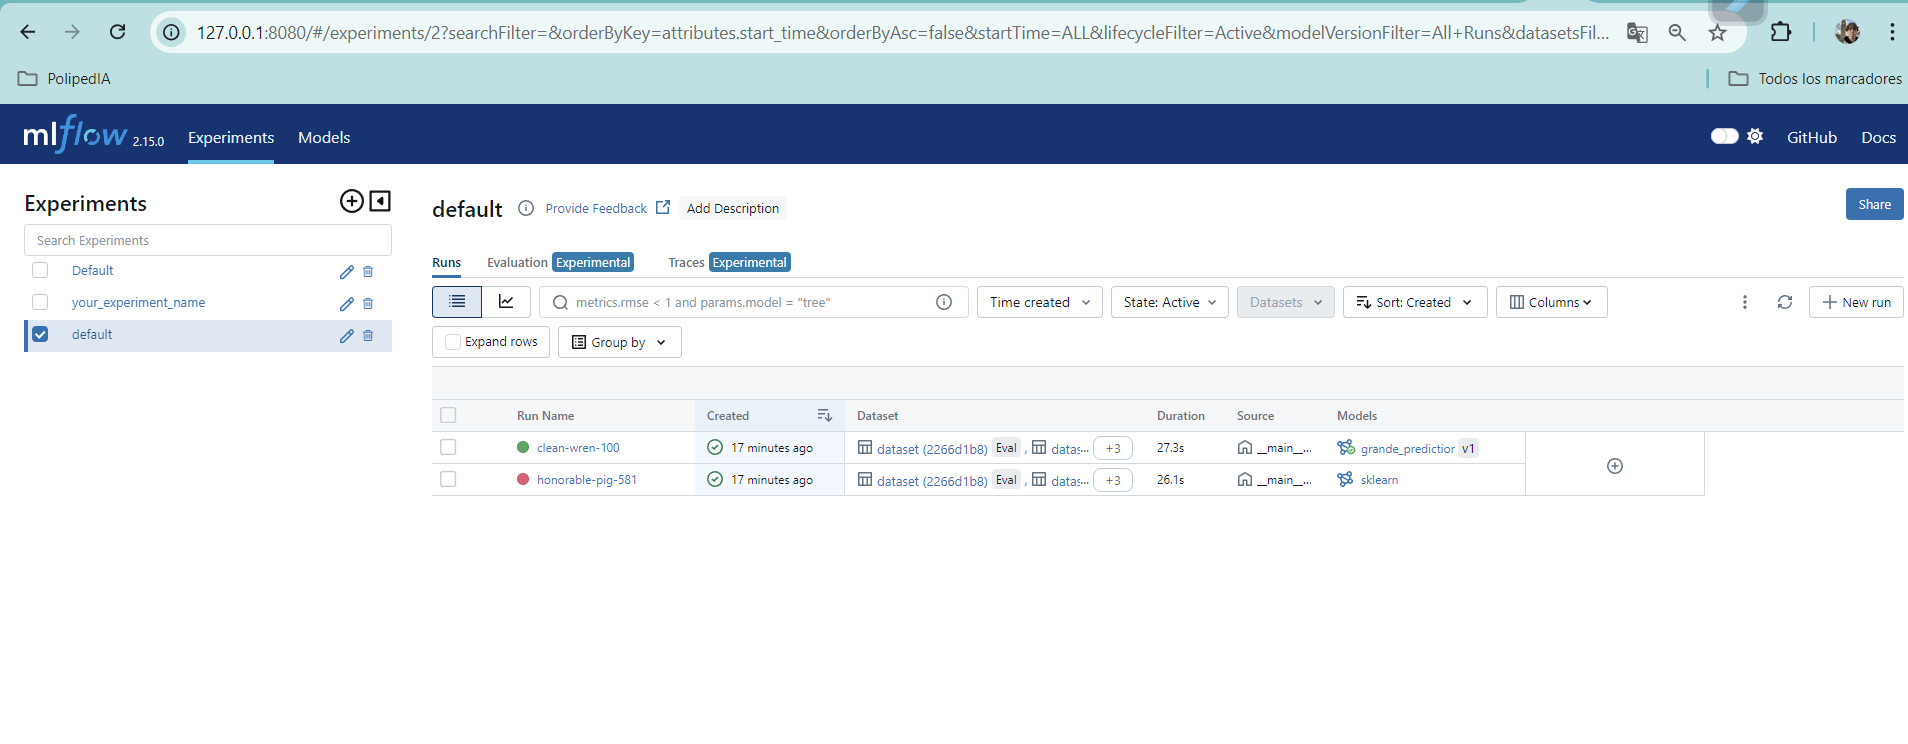 127.0.0.1:8080/#/experiments/2?searchFilter=&orderByKey=attributes.start_time&orderByAsc=false&startTime=ALL&lifecycleFilter=Active&modelVersionFilter=All+Runs&datasetsFil...
PolipedIA
Todos los marcadores
mlflow 2.15.0 Experiments Models GitHub Docs
Experiments
Search Experiments
Default
your_experiment_name
default
default Provide Feedback Add Description Share
Runs Evaluation Experimental Traces Experimental
metrics.rmse < 1 and params.model = "tree" Time created State: Active Datasets Sort: Created Columns New run
Expand rows Group by
Run Name Created Dataset Duration Source Models
clean-wren-100 17 minutes ago dataset (2266d1b8) Eval , datas... +3 27.3s __main__... grande_prediction v1
honorable-pig-581 17 minutes ago dataset (2266d1b8) Eval , datas... +3 26.1s __main__... sklearn